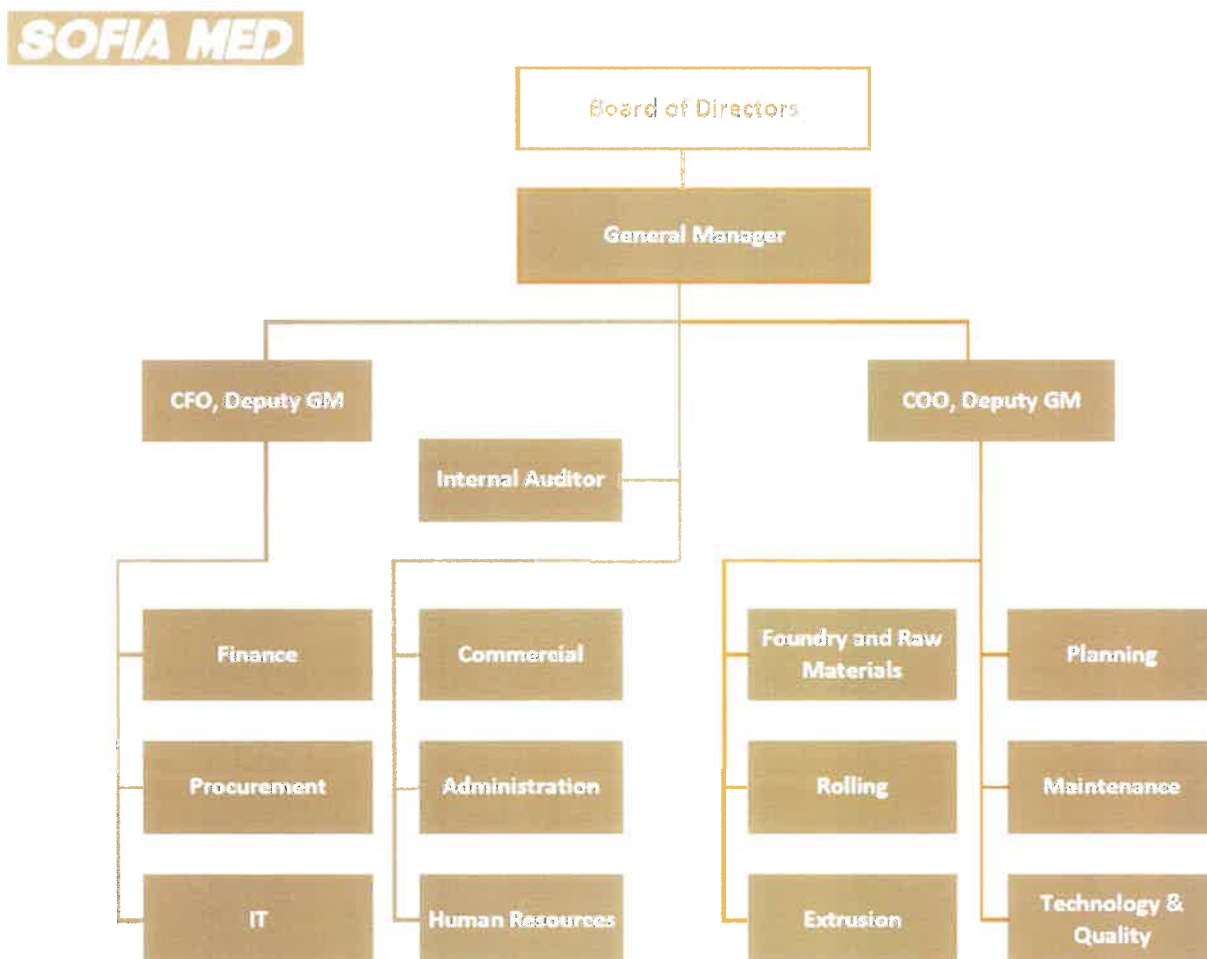 SOFIA MED
Board of Directors
General Manager
CFO, Deputy GM
COO, Deputy GM
Internal Auditor
Finance
Commercial
Foundry and Raw
Materials
Planning
Procurement
Administration
Rolling
Maintenance
IT
Human Resources
Extrusion
Technology &
Quality